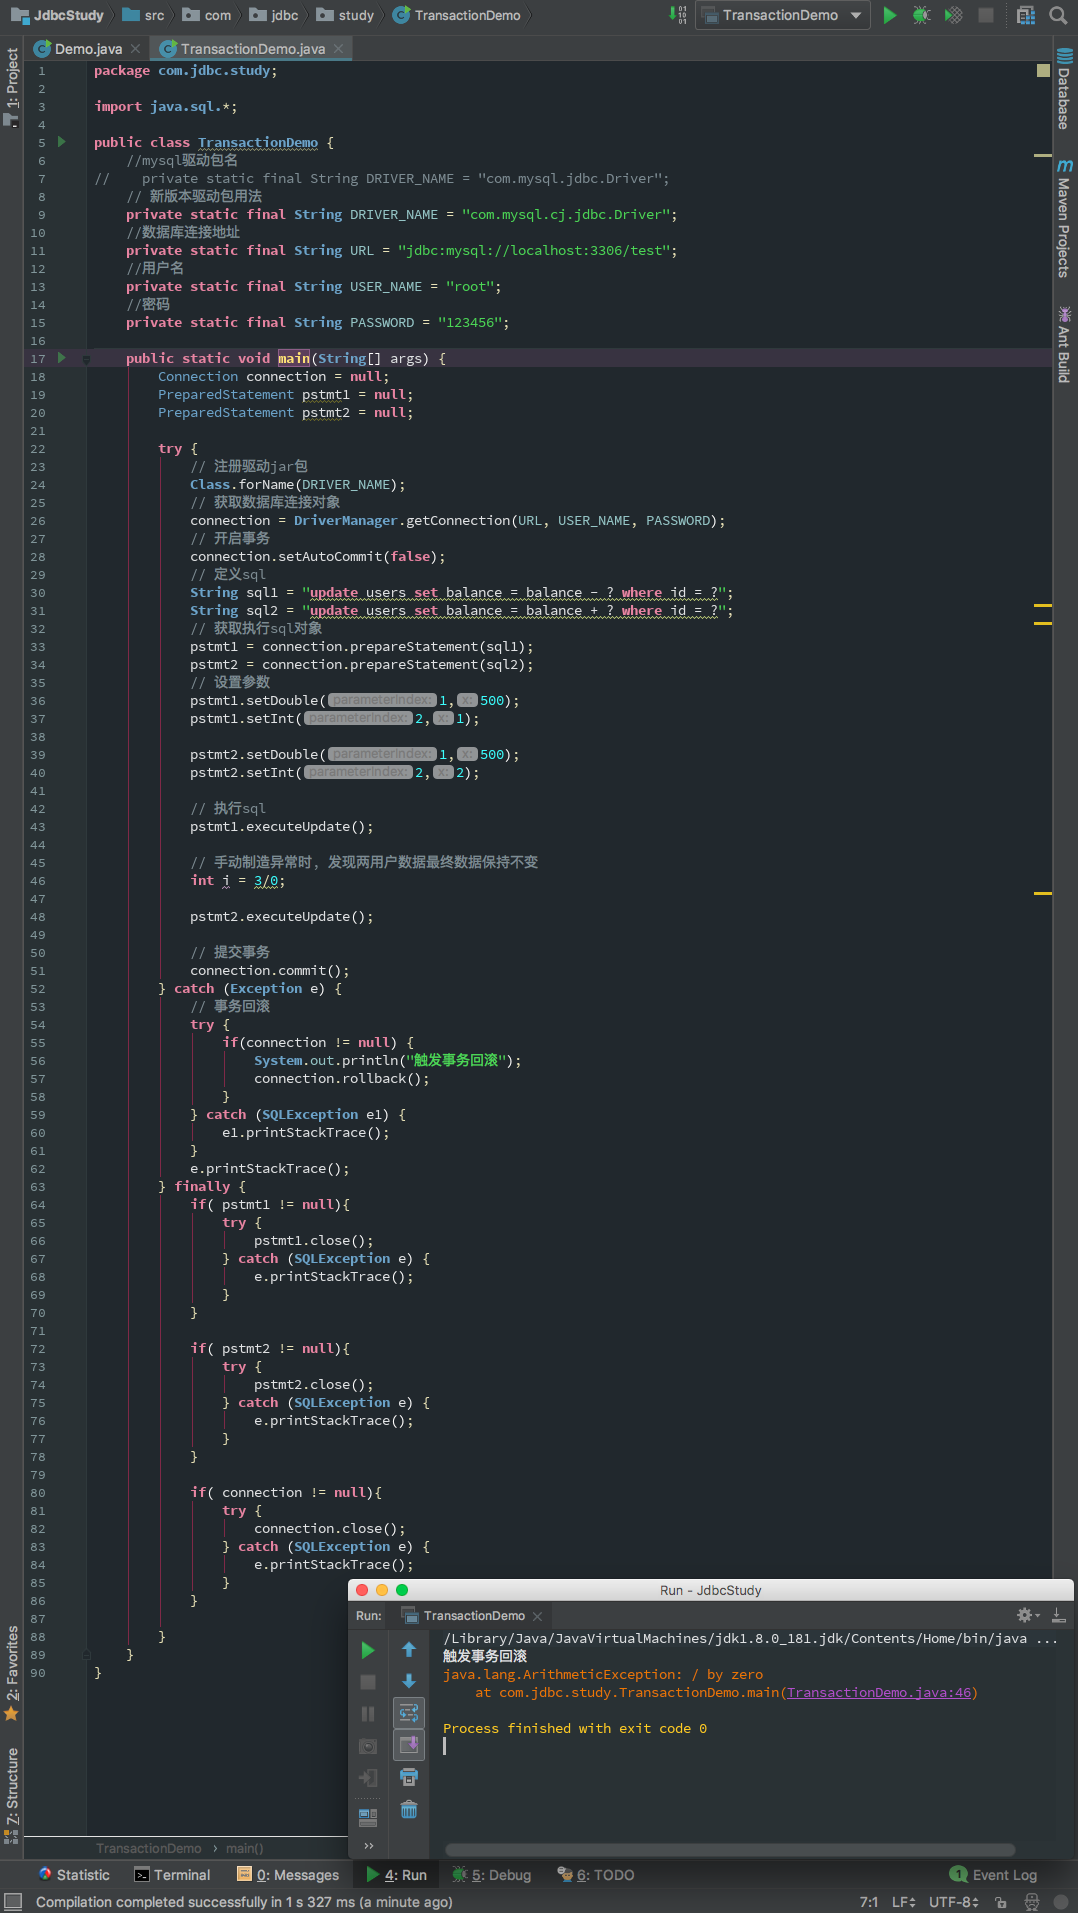 JdbcStudy src com jdbc study TransactionDemo TransactionDemo
Demo.java TransactionDemo.java
1: Project
Database
Maven Projects
Ant Build
1 package com.jdbc.study;
2
3 import java.sql.*;
4
5 public class TransactionDemo {
6 //mysql驱动包名
7 // private static final String DRIVER_NAME = "com.mysql.jdbc.Driver";
8 // 新版本驱动包用法
9 private static final String DRIVER_NAME = "com.mysql.cj.jdbc.Driver";
10 //数据库连接地址
11 private static final String URL = "jdbc:mysql://localhost:3306/test";
12 //用户名
13 private static final String USER_NAME = "root";
14 //密码
15 private static final String PASSWORD = "123456";
16
17 public static void main(String[] args) {
18 Connection connection = null;
19 PreparedStatement pstmt1 = null;
20 PreparedStatement pstmt2 = null;
21
22 try {
23 // 注册驱动jar包
24 Class.forName(DRIVER_NAME);
25 // 获取数据库连接对象
26 connection = DriverManager.getConnection(URL, USER_NAME, PASSWORD);
27 // 开启事务
28 connection.setAutoCommit(false);
29 // 定义sql
30 String sql1 = "update users set balance = balance - ? where id = ?";
31 String sql2 = "update users set balance = balance + ? where id = ?";
32 // 获取执行sql对象
33 pstmt1 = connection.prepareStatement(sql1);
34 pstmt2 = connection.prepareStatement(sql2);
35 // 设置参数
36 pstmt1.setDouble( parameterIndex: 1, x: 500);
37 pstmt1.setInt( parameterIndex: 2, x: 1);
38
39 pstmt2.setDouble( parameterIndex: 1, x: 500);
40 pstmt2.setInt( parameterIndex: 2, x: 2);
41
42 // 执行sql
43 pstmt1.executeUpdate();
44
45 // 手动制造异常时, 发现两用户数据最终数据保持不变
46 int i = 3/0;
47
48 pstmt2.executeUpdate();
49
50 // 提交事务
51 connection.commit();
52 } catch (Exception e) {
53 // 事务回滚
54 try {
55 if(connection != null) {
56 System.out.println("触发事务回滚");
57 connection.rollback();
58 }
59 } catch (SQLException e1) {
60 e1.printStackTrace();
61 }
62 e.printStackTrace();
63 } finally {
64 if( pstmt1 != null){
65 try {
66 pstmt1.close();
67 } catch (SQLException e) {
68 e.printStackTrace();
69 }
70 }
71
72 if( pstmt2 != null){
73 try {
74 pstmt2.close();
75 } catch (SQLException e) {
76 e.printStackTrace();
77 }
78 }
79
80 if( connection != null){
81 try {
82 connection.close();
83 } catch (SQLException e) {
84 e.printStackTrace();
85 }
86 }
87
88 }
89 }
90 }
2: Favorites
7: Structure
Run - JdbcStudy
Run: TransactionDemo
/Library/Java/JavaVirtualMachines/jdk1.8.0_181.jdk/Contents/Home/bin/java ...
触发事务回滚
java.lang.ArithmeticException: / by zero
at com.jdbc.study.TransactionDemo.main(TransactionDemo.java:46)
Process finished with exit code 0
TransactionDemo › main()
Statistic Terminal 0: Messages 4: Run 5: Debug 6: TODO 1 Event Log
Compilation completed successfully in 1 s 327 ms (a minute ago) 7:1 LF UTF-8